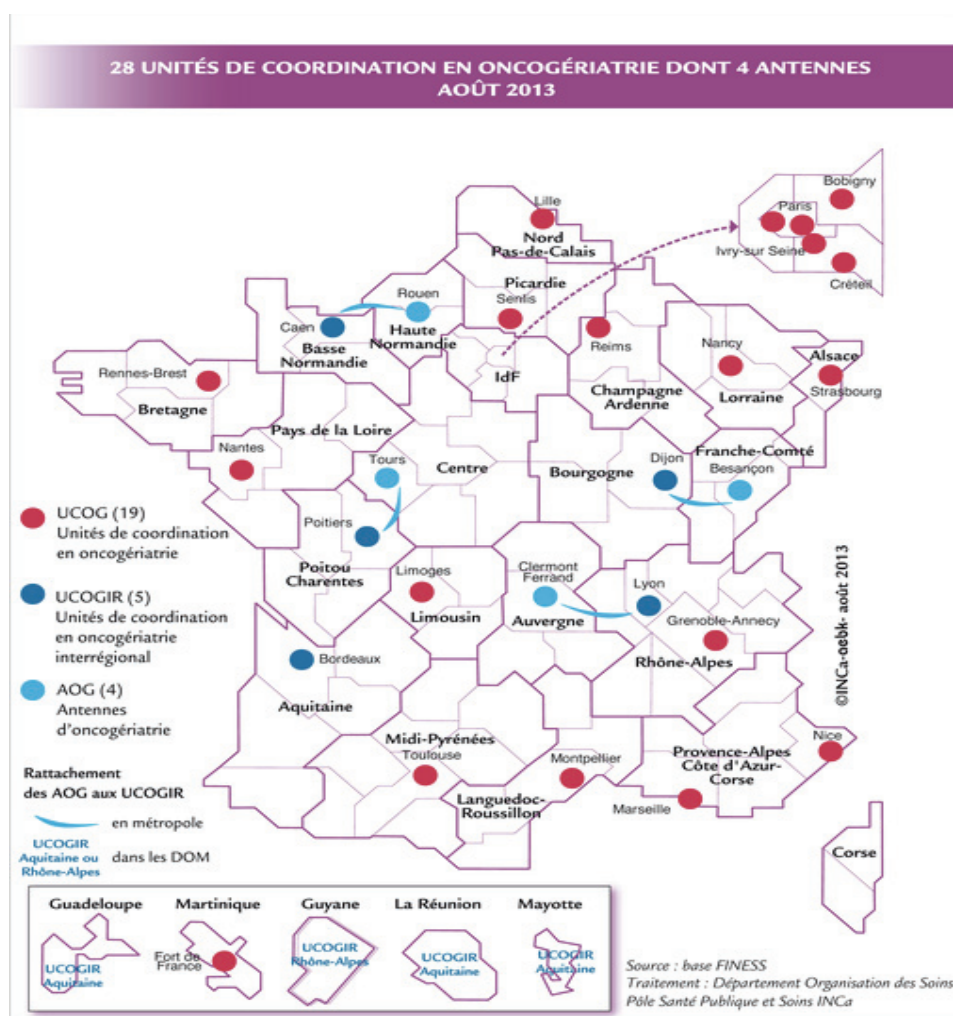 28 UNITÉS DE COORDINATION EN ONCOGÉRIATRIE DONT 4 ANTENNES
AOÛT 2013
Bobigny
Paris
Ivry-sur Seine
Créteil
Lille
Nord
Pas-de-Calais
Picardie
Senlis
Rouen
Haute
Normandie
Caen
Basse
Normandie
IdF
Reims
Champagne
Ardenne
Nancy
Lorraine
Alsace
Strasbourg
Rennes-Brest
Bretagne
Pays de la Loire
Nantes
Tours
Centre
Bourgogne
Dijon
Franche-Comté
Besançon
Poitiers
Poitou
Charentes
Limoges
Limousin
Clermont
Ferrand
Auvergne
Lyon
Grenoble-Annecy
Rhône-Alpes
Bordeaux
Aquitaine
Midi-Pyrénées
Toulouse
Montpellier
Languedoc-
Roussillon
Provence-Alpes
Côte d'Azur-
Corse
Nice
Marseille
Corse
UCOG (19)
Unités de coordination
en oncogériatrie
UCOGIR (5)
Unités de coordination
en oncogériatrie
interrégional
AOG (4)
Antennes
d'oncogériatrie
Rattachement
des AOG aux UCOGIR
en métropole
UCOGIR
Aquitaine ou
Rhône-Alpes
dans les DOM
©INCa-oebk- août 2013
Guadeloupe
UCOGIR
Aquitaine
Martinique
Fort de
France
Guyane
UCOGIR
Rhône-Alpes
La Réunion
UCOGIR
Aquitaine
Mayotte
UCOGIR
Aquitaine
Source : base FINESS
Traitement : Département Organisation des Soins
Pôle Santé Publique et Soins INCa